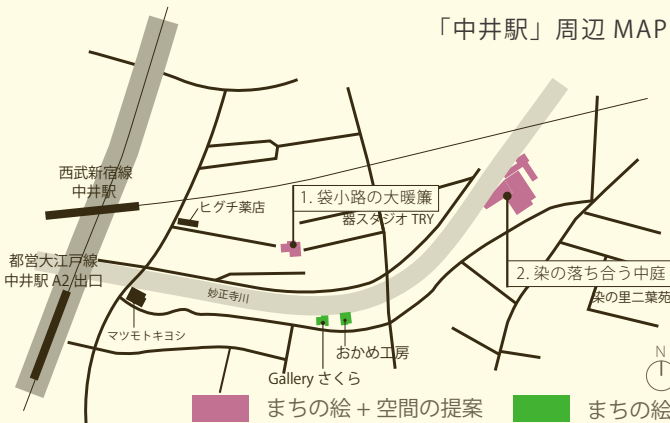 「中井駅」周辺 MAP
西武新宿線
中井駅
ヒグチ薬店
1. 袋小路の大暖簾
器スタジオ TRY
都営大江戸線
中井駅 A2 出口
2. 染の落ち合う中庭
染の里二葉苑
妙正寺川
マツモトキヨシ
おかめ工房
Gallery さくら
N
まちの絵 + 空間の提案
まちの絵